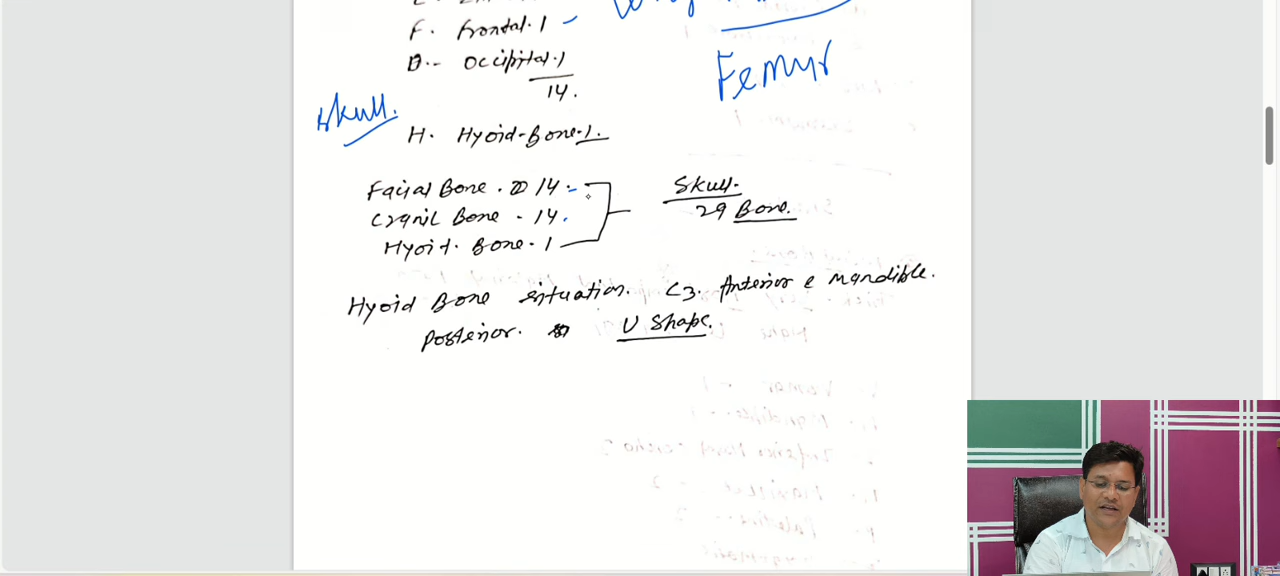 F. Frontal. 1
O.- Occipital. 1
14.
Femur
Skull.
H. Hyoid-Bone-1.
Facial Bone. 14.
Cranil Bone - 14.
Hyoid. Bone. 1
Skull.
29 Bone.
Hyoid Bone situation. C3. Anterior e Mandible.
Posterior. U Shape.